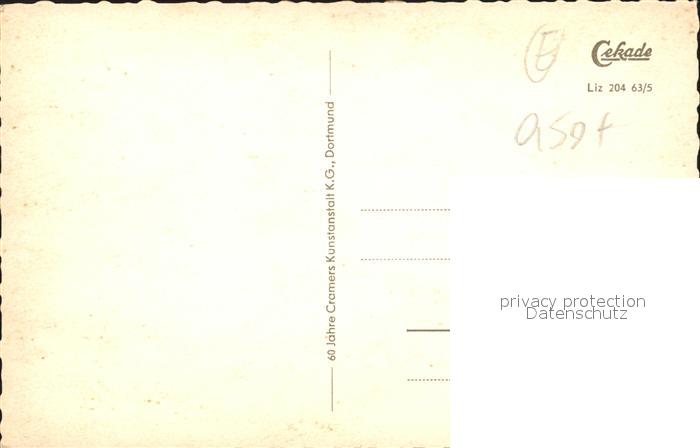 60 Jahre Cramers Kunstanstalt K.G., Dortmund
E
Cekade
Liz 204 63/5
privacy protection
Datenschutz